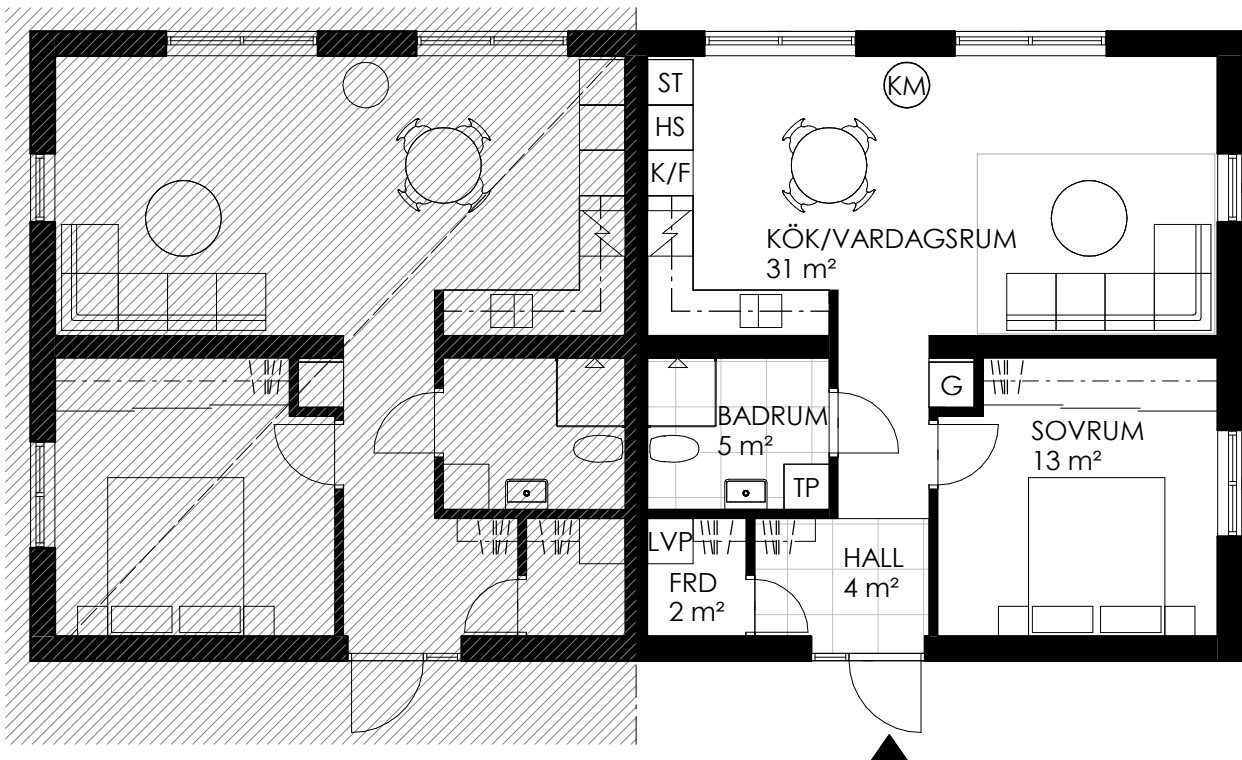 ST
KM
HS
K/F
KÖK/VARDAGSRUM
31 m²
G
BADRUM
5 m²
SOVRUM
13 m²
TP
LVP
HALL
4 m²
FRD
2 m²